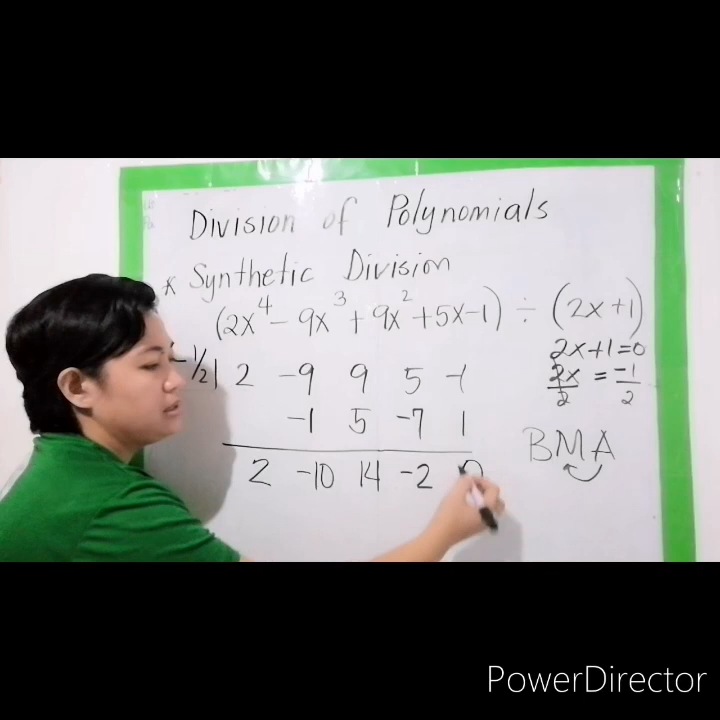 Division of Polynomials
* Synthetic Division
(2x⁴ - 9x³ + 9x² + 5x - 1) ÷ (2x + 1)
2x + 1 = 0
2x/2 = -1/2
-1/2 | 2 -9 9 5 -1
-1 5 -7 1
2 -10 14 -2 0
BMA
PowerDirector